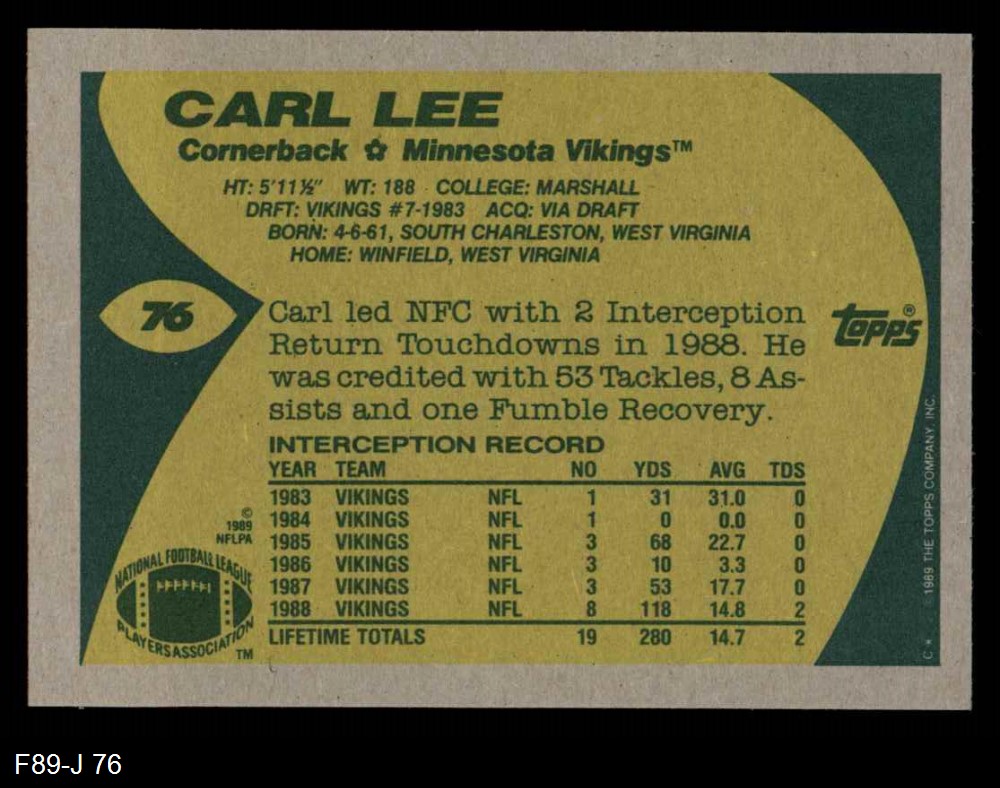 CARL LEE
Cornerback ✿ Minnesota Vikings™
HT: 5'11½" WT: 188 COLLEGE: MARSHALL
DRFT: VIKINGS #7-1983 ACQ: VIA DRAFT
BORN: 4-6-61, SOUTH CHARLESTON, WEST VIRGINIA
HOME: WINFIELD, WEST VIRGINIA
76
Carl led NFC with 2 Interception
Return Touchdowns in 1988. He
was credited with 53 Tackles, 8 As-
sists and one Fumble Recovery.
topps®
INTERCEPTION RECORD
YEAR TEAM NO YDS AVG TDS
1983 VIKINGS NFL 1 31 31.0 0
1984 VIKINGS NFL 1 0 0.0 0
1985 VIKINGS NFL 3 68 22.7 0
1986 VIKINGS NFL 3 10 3.3 0
1987 VIKINGS NFL 3 53 17.7 0
1988 VIKINGS NFL 8 118 14.8 2
LIFETIME TOTALS 19 280 14.7 2
©
1989
NFLPA
NATIONAL FOOTBALL LEAGUE
PLAYERS ASSOCIATION
TM
C * © 1989 THE TOPPS COMPANY, INC.
F89-J 76